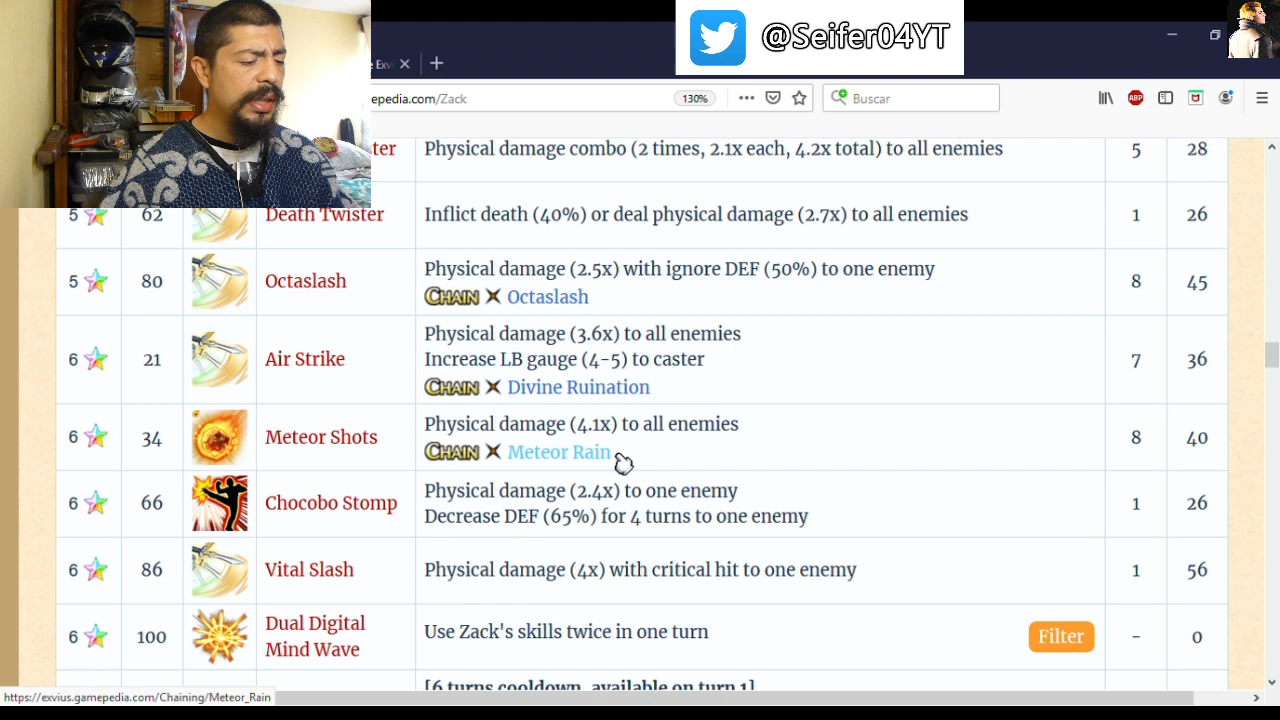 @Seifer04YT
Exv
epedia.com/Zack
130%
Buscar
ABP
ter
Physical damage combo (2 times, 2.1x each, 4.2x total) to all enemies
5
28
5
62
Death Twister
Inflict death (40%) or deal physical damage (2.7x) to all enemies
1
26
5
80
Octaslash
Physical damage (2.5x) with ignore DEF (50%) to one enemy
CHAIN Octaslash
8
45
6
21
Air Strike
Physical damage (3.6x) to all enemies
Increase LB gauge (4-5) to caster
CHAIN Divine Ruination
7
36
6
34
Meteor Shots
Physical damage (4.1x) to all enemies
CHAIN Meteor Rain
8
40
6
66
Chocobo Stomp
Physical damage (2.4x) to one enemy
Decrease DEF (65%) for 4 turns to one enemy
1
26
6
86
Vital Slash
Physical damage (4x) with critical hit to one enemy
1
56
6
100
Dual Digital
Mind Wave
Use Zack's skills twice in one turn
Filter
-
0
[6 turns cooldown, available on turn 1]
https://exvius.gamepedia.com/Chaining/Meteor_Rain